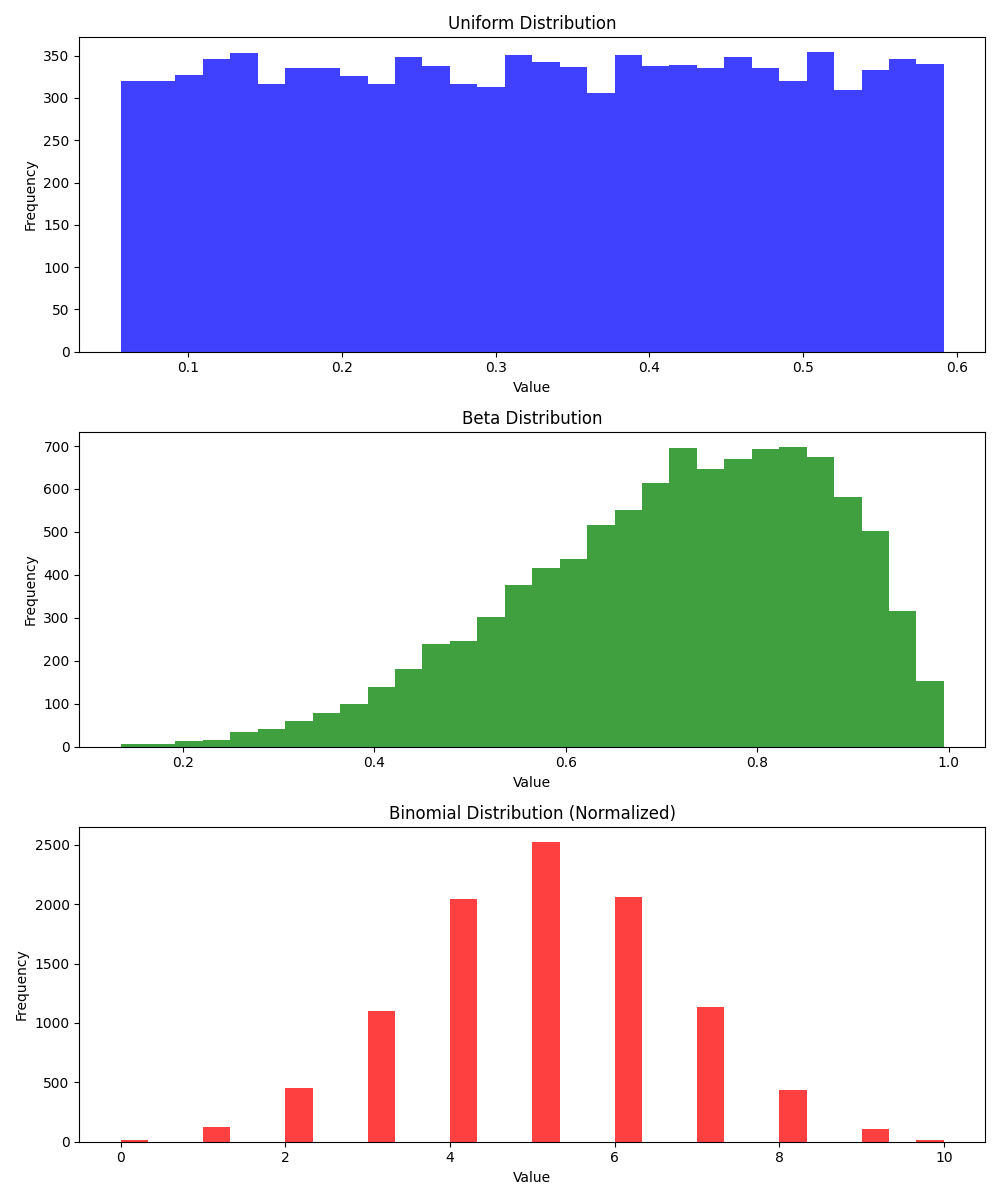 Uniform Distribution
350
300
250
200
150
100
50
0
Frequency
0.1 0.2 0.3 0.4 0.5 0.6
Value
Beta Distribution
700
600
500
400
300
200
100
0
Frequency
0.2 0.4 0.6 0.8 1.0
Value
Binomial Distribution (Normalized)
2500
2000
1500
1000
500
0
Frequency
0 2 4 6 8 10
Value